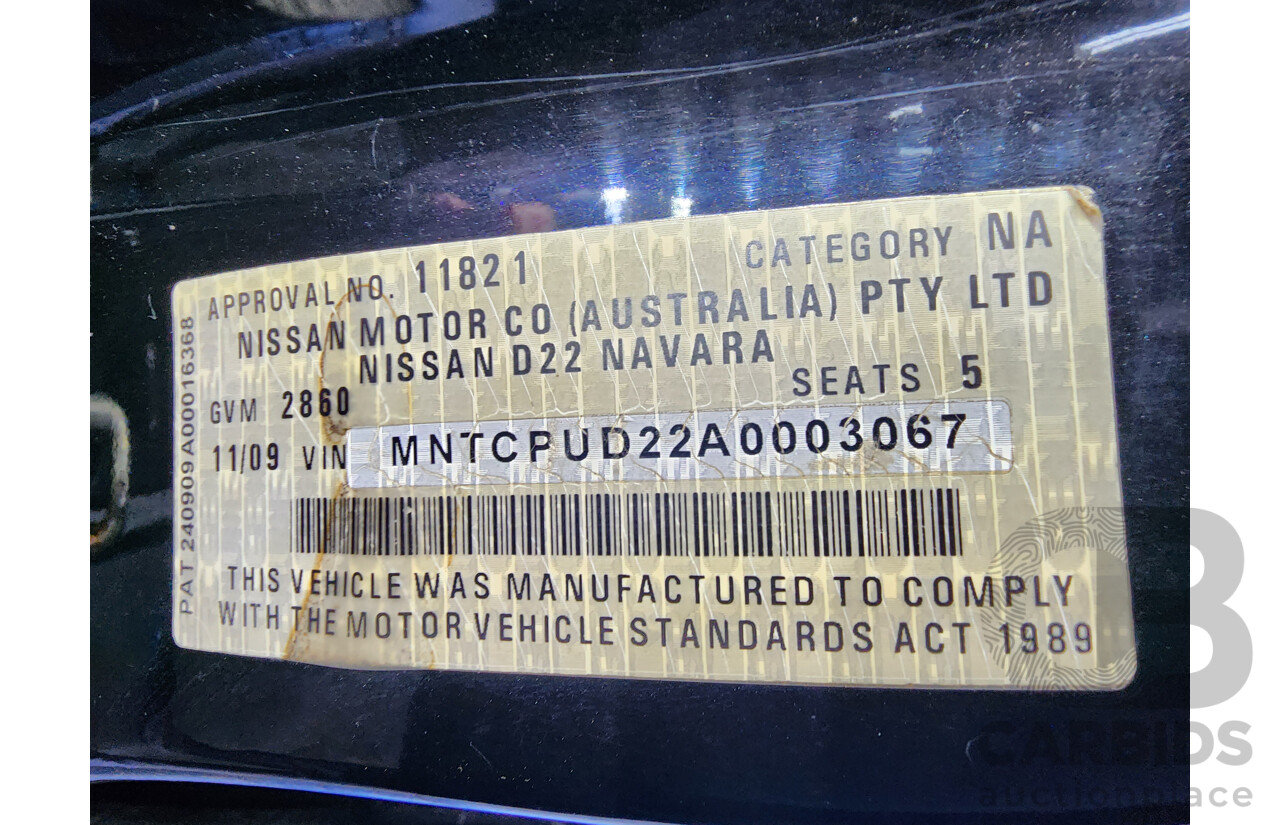 APPROVAL NO. 11821 CATEGORY NA
NISSAN MOTOR CO (AUSTRALIA) PTY LTD
NISSAN D22 NAVARA
GVM 2860 SEATS 5
11/09 VIN MNTCPUD22A0003067
THIS VEHICLE WAS MANUFACTURED TO COMPLY
WITH THE MOTOR VEHICLE STANDARDS ACT 1989
PAT 240909A00016368
CARBIDS
auctionplace